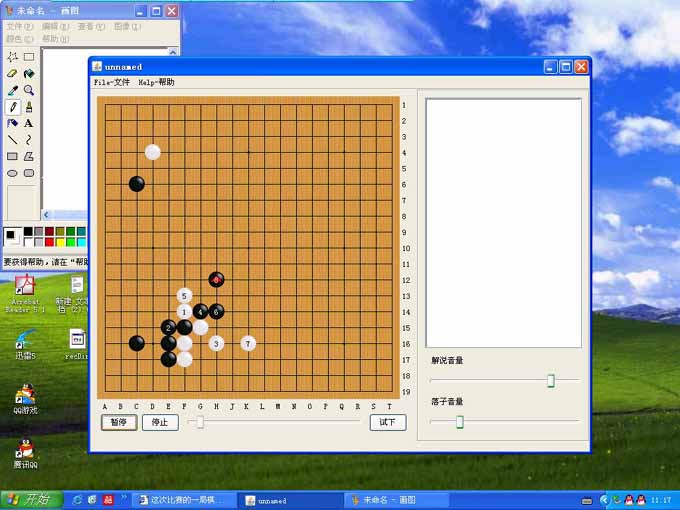 未命名 - 画图
文件(F) 编辑(E) 查看(V) 图像(I)
颜色(C) 帮助(H)
A
要获得帮助，请在 "帮助
unnamed
File-文件 Help-帮助
1
2
3
4
5
6
7
8
9
10
11
12
13
14
15
16
17
18
19
5
1
4
6
2
3
7
A B C D E F G H J K L M N O P Q R S T
暂停
停止
试下
解说音量
落子音量
Acrobat
Reader 5.1
新建 文本
迅雷5
QQ游戏
腾讯QQ
开始
这次比赛的一局棋...
unnamed
未命名 - 画图
11:17